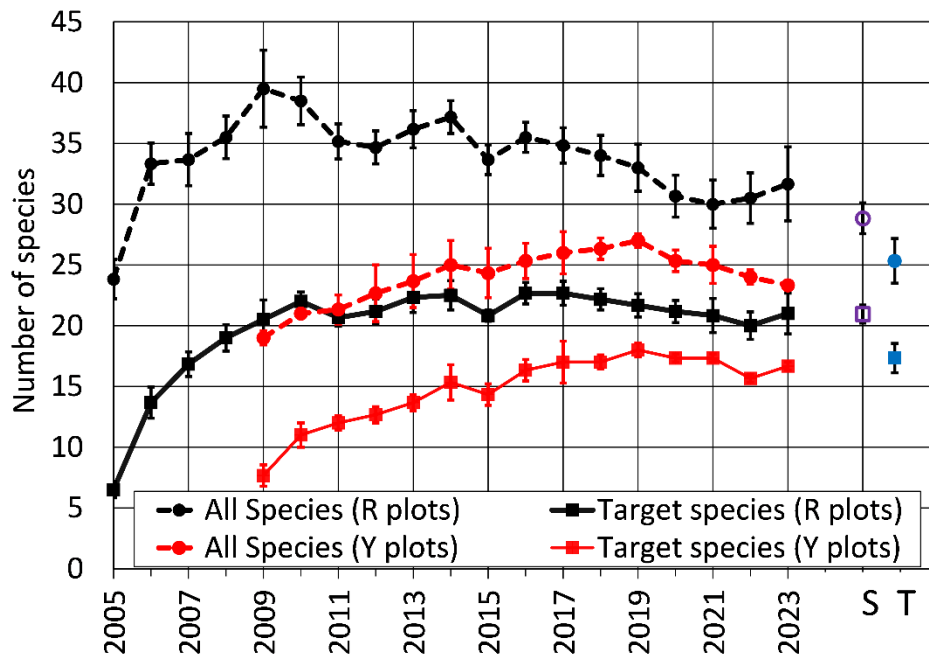 Number of species
45
40
35
30
25
20
15
10
5
0
All Species (R plots)
Target species (R plots)
All Species (Y plots)
Target species (Y plots)
2005
2007
2009
2011
2013
2015
2017
2019
2021
2023
S
T